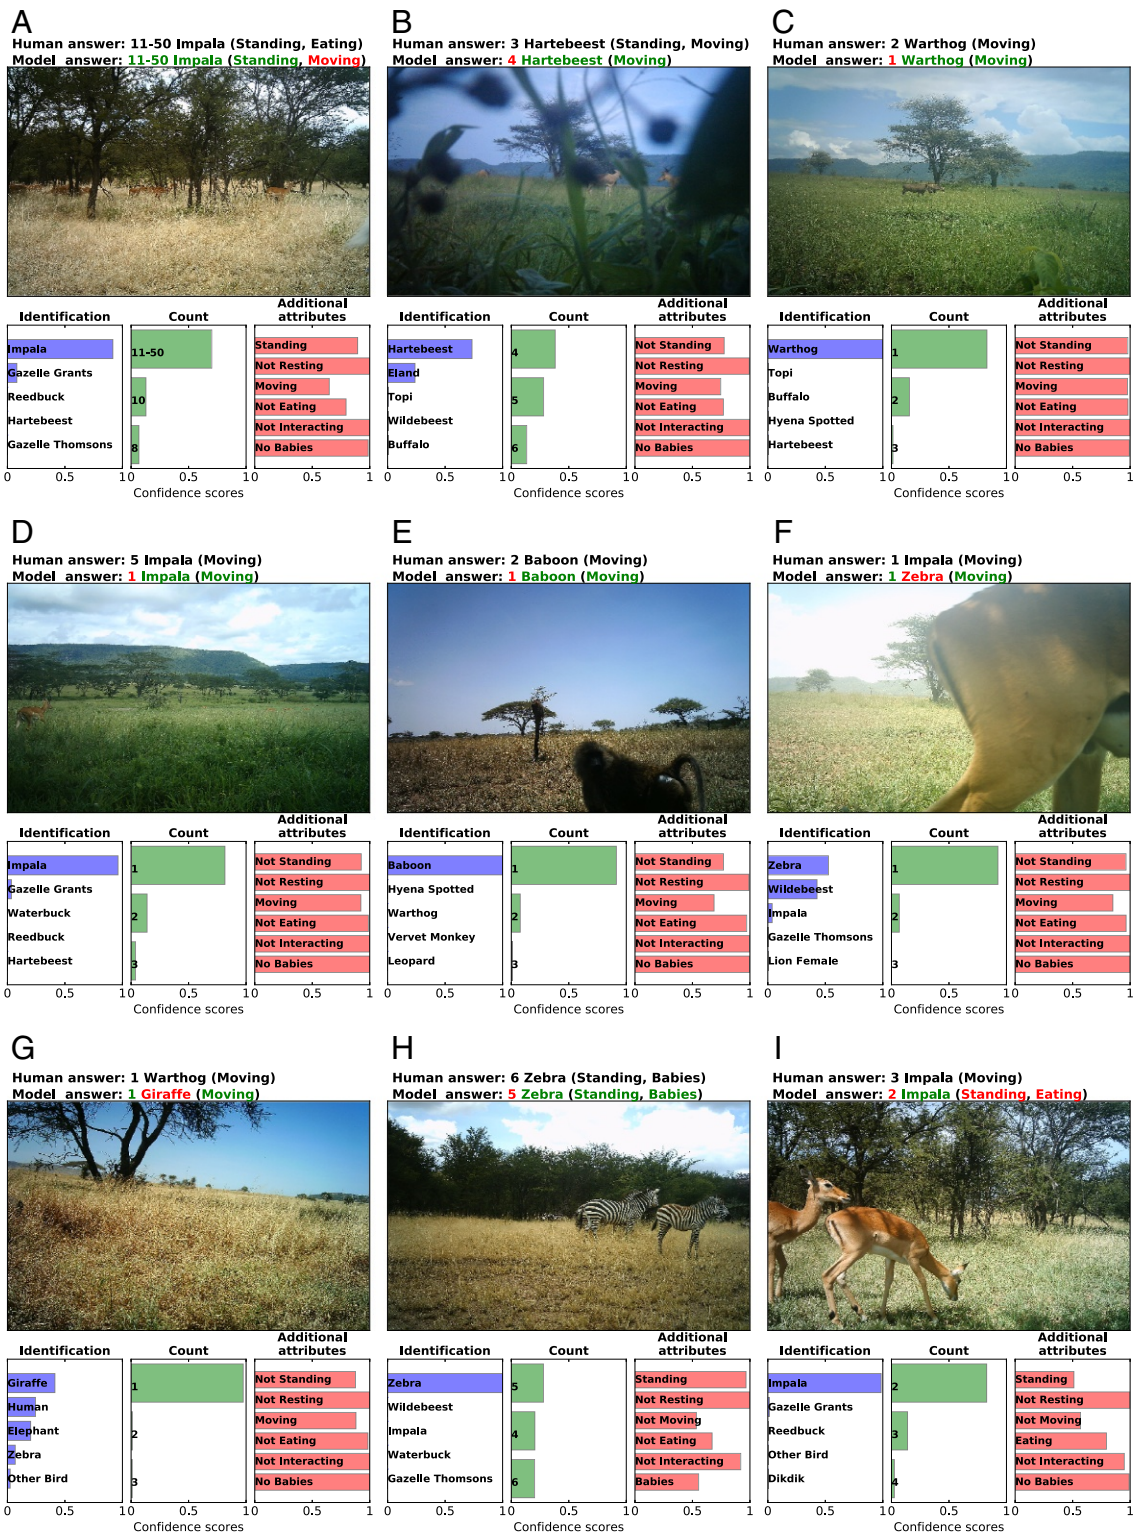 A
Human answer: 11-50 Impala (Standing, Eating)
Model answer: 11-50 Impala (Standing, Moving)
Identification
Count
Additional
attributes
Impala
Gazelle Grants
Reedbuck
Hartebeest
Gazelle Thomsons
11-50
10
8
Standing
Not Resting
Moving
Not Eating
Not Interacting
No Babies
0 0.5 1 0 0.5 1 0 0.5 1
Confidence scores
B
Human answer: 3 Hartebeest (Standing, Moving)
Model answer: 4 Hartebeest (Moving)
Identification
Count
Additional
attributes
Hartebeest
Eland
Topi
Wildebeest
Buffalo
4
5
6
Not Standing
Not Resting
Moving
Not Eating
Not Interacting
No Babies
0 0.5 1 0 0.5 1 0 0.5 1
Confidence scores
C
Human answer: 2 Warthog (Moving)
Model answer: 1 Warthog (Moving)
Identification
Count
Additional
attributes
Warthog
Topi
Buffalo
Hyena Spotted
Hartebeest
1
2
3
Not Standing
Not Resting
Moving
Not Eating
Not Interacting
No Babies
0 0.5 1 0 0.5 1 0 0.5 1
Confidence scores
D
Human answer: 5 Impala (Moving)
Model answer: 1 Impala (Moving)
Identification
Count
Additional
attributes
Impala
Gazelle Grants
Waterbuck
Reedbuck
Hartebeest
1
2
3
Not Standing
Not Resting
Moving
Not Eating
Not Interacting
No Babies
0 0.5 1 0 0.5 1 0 0.5 1
Confidence scores
E
Human answer: 2 Baboon (Moving)
Model answer: 1 Baboon (Moving)
Identification
Count
Additional
attributes
Baboon
Hyena Spotted
Warthog
Vervet Monkey
Leopard
1
2
3
Not Standing
Not Resting
Moving
Not Eating
Not Interacting
No Babies
0 0.5 1 0 0.5 1 0 0.5 1
Confidence scores
F
Human answer: 1 Impala (Moving)
Model answer: 1 Zebra (Moving)
Identification
Count
Additional
attributes
Zebra
Wildebeest
Impala
Gazelle Thomsons
Lion Female
1
2
3
Not Standing
Not Resting
Moving
Not Eating
Not Interacting
No Babies
0 0.5 1 0 0.5 1 0 0.5 1
Confidence scores
G
Human answer: 1 Warthog (Moving)
Model answer: 1 Giraffe (Moving)
Identification
Count
Additional
attributes
Giraffe
Human
Elephant
Zebra
Other Bird
1
2
3
Not Standing
Not Resting
Moving
Not Eating
Not Interacting
No Babies
0 0.5 1 0 0.5 1 0 0.5 1
Confidence scores
H
Human answer: 6 Zebra (Standing, Babies)
Model answer: 5 Zebra (Standing, Babies)
Identification
Count
Additional
attributes
Zebra
Wildebeest
Impala
Waterbuck
Gazelle Thomsons
5
4
6
Standing
Not Resting
Not Moving
Not Eating
Not Interacting
Babies
0 0.5 1 0 0.5 1 0 0.5 1
Confidence scores
I
Human answer: 3 Impala (Moving)
Model answer: 2 Impala (Standing, Eating)
Identification
Count
Additional
attributes
Impala
Gazelle Grants
Reedbuck
Other Bird
Dikdik
2
3
4
Standing
Not Resting
Not Moving
Eating
Not Interacting
No Babies
0 0.5 1 0 0.5 1 0 0.5 1
Confidence scores